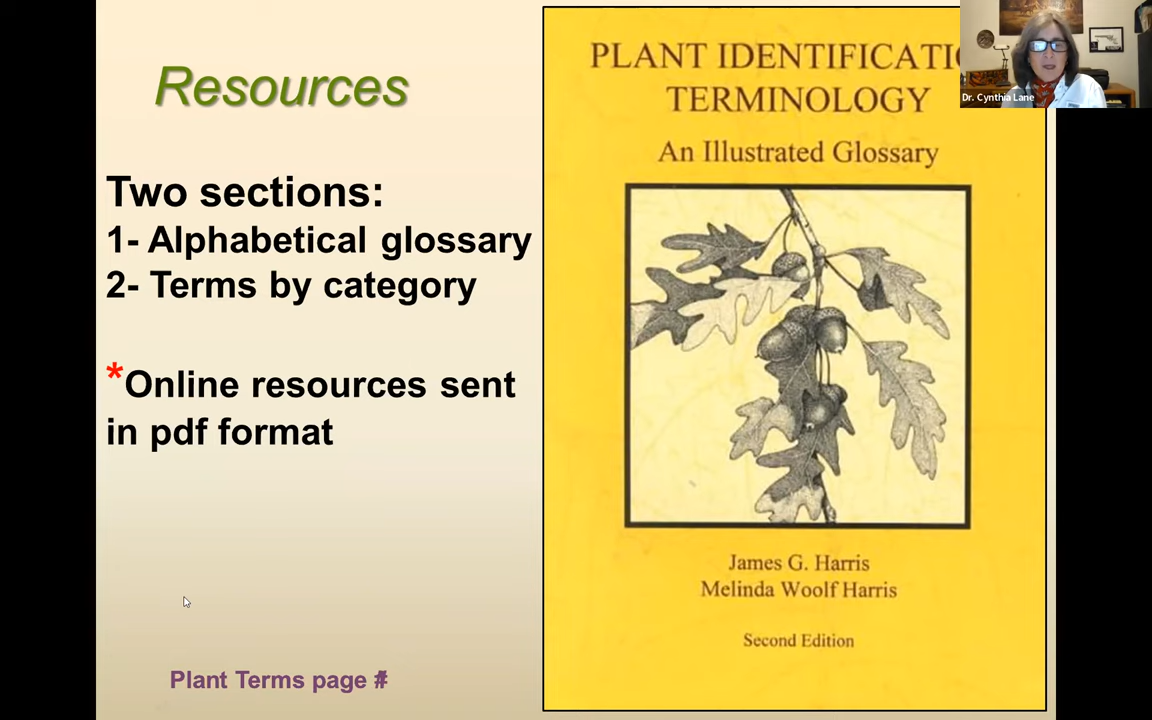 Resources
Two sections:
1- Alphabetical glossary
2- Terms by category
*Online resources sent
in pdf format
Plant Terms page #
PLANT IDENTIFICATIO
TERMINOLOGY
An Illustrated Glossary
James G. Harris
Melinda Woolf Harris
Second Edition
Dr. Cynthia Lane